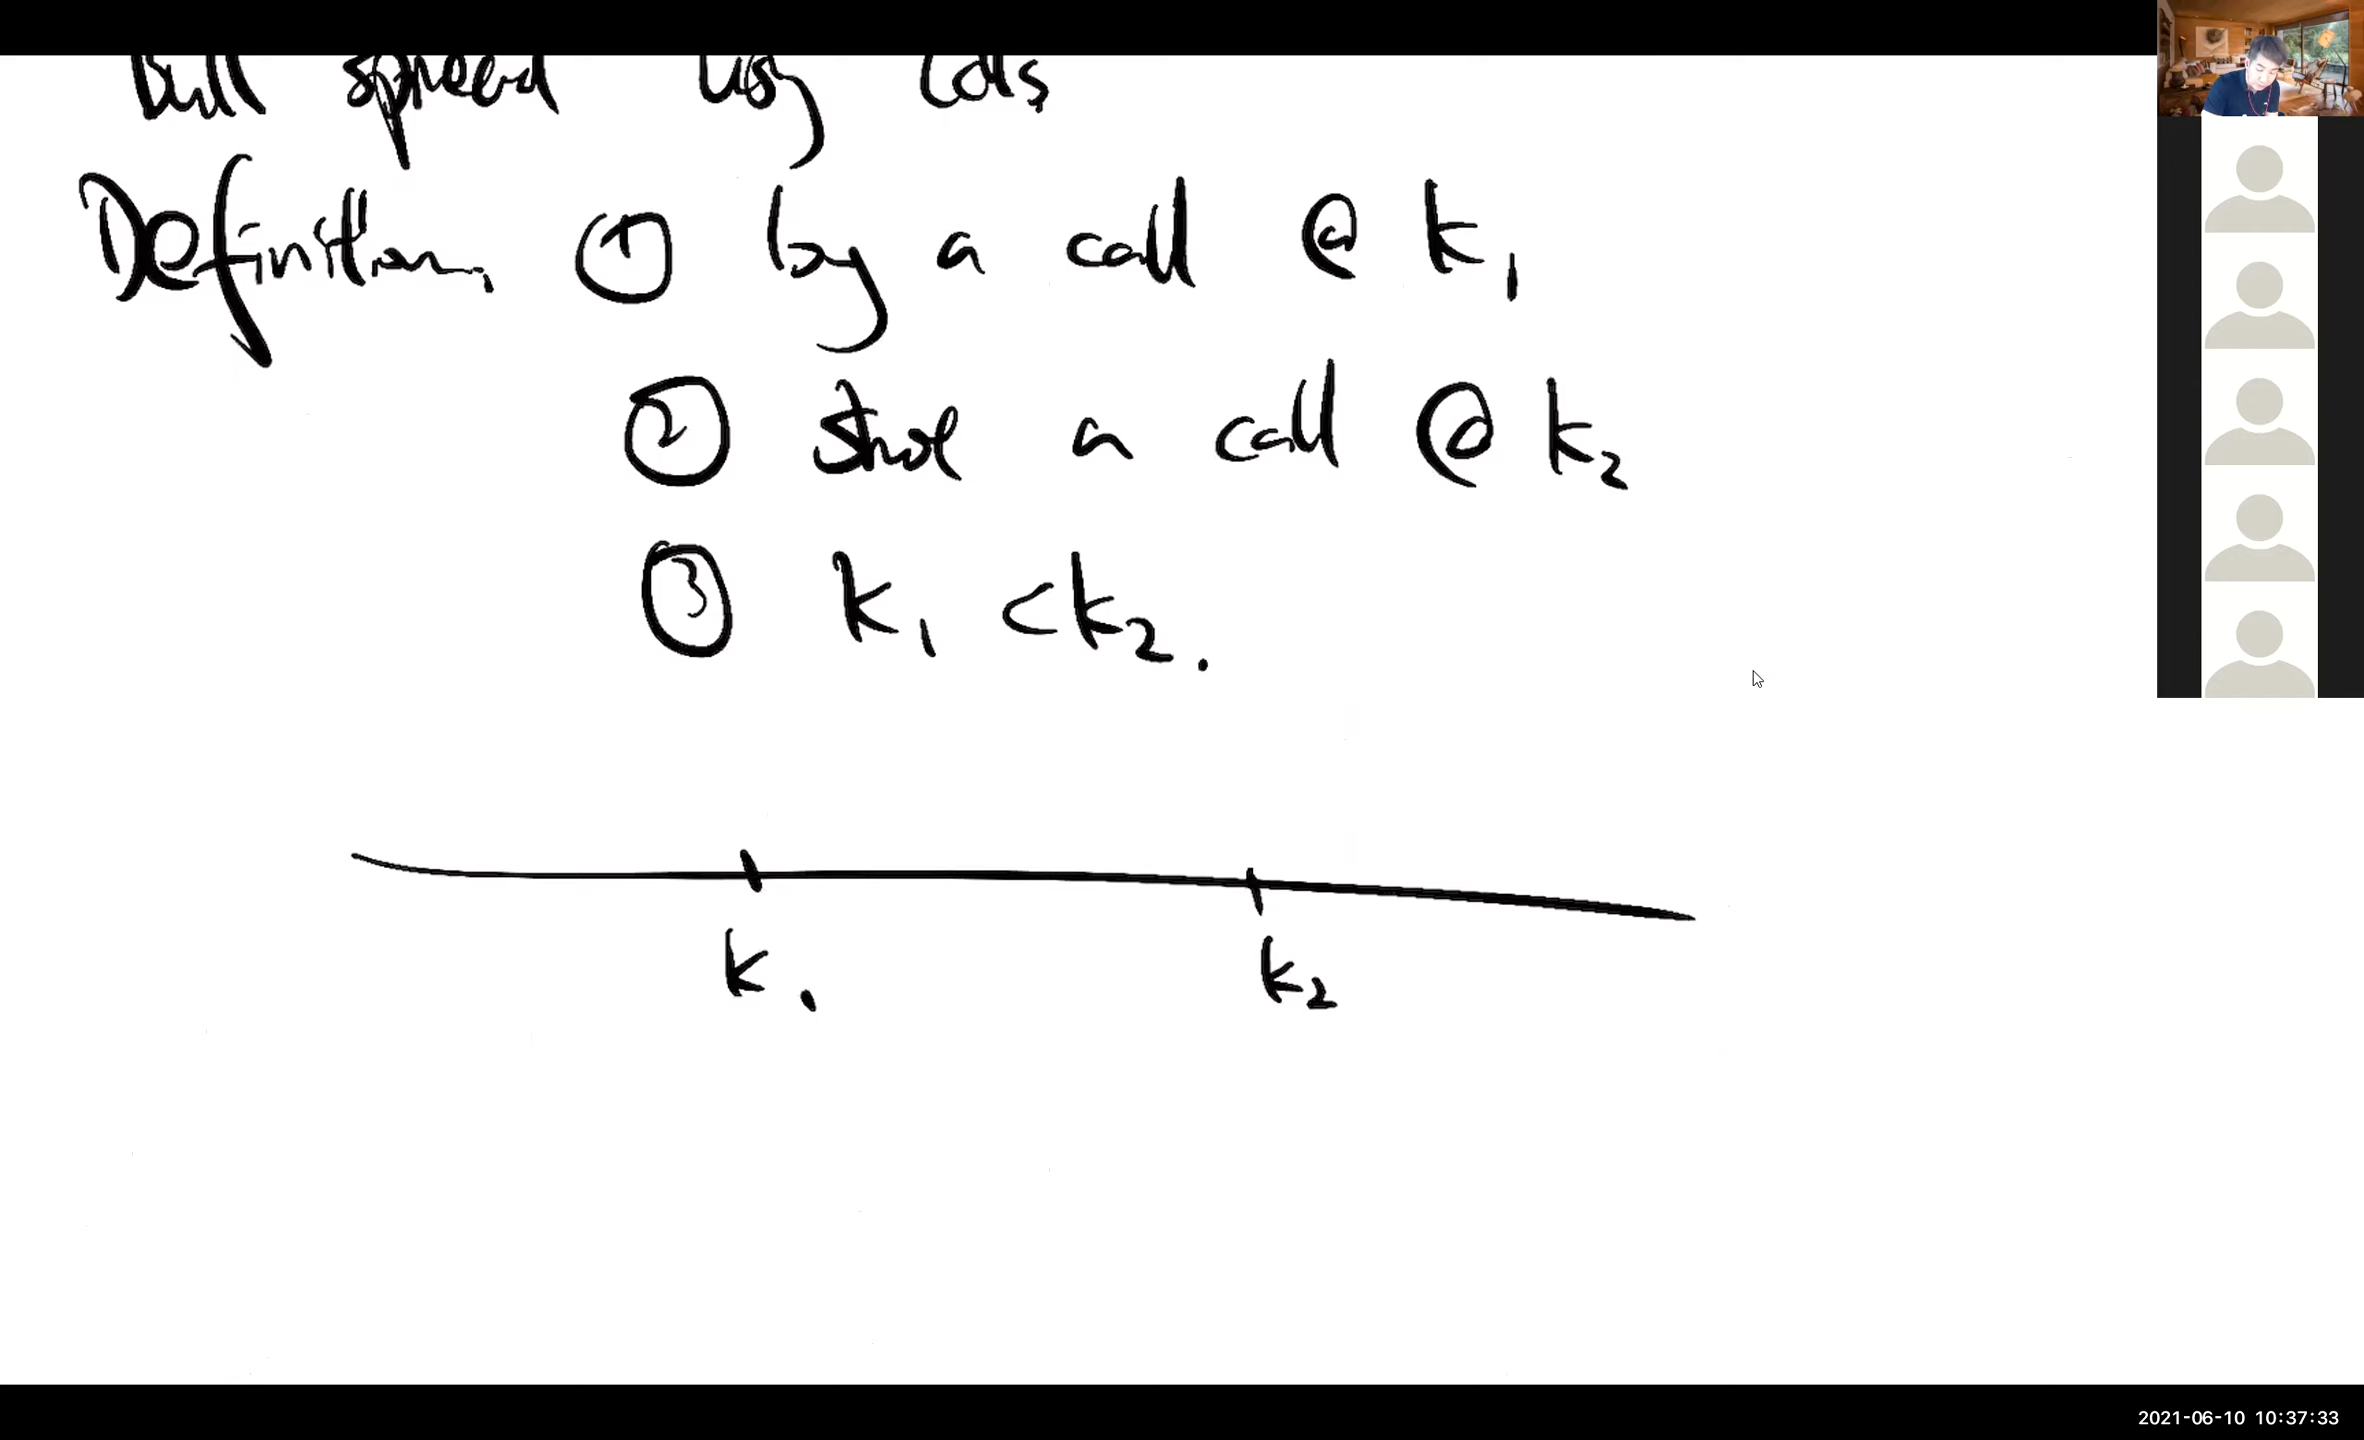 Bull spread using calls
Definition. ① buy a call @ k1
② short a call @ k2
③ k1 < k2.
k1 k2
2021-06-10 10:37:33